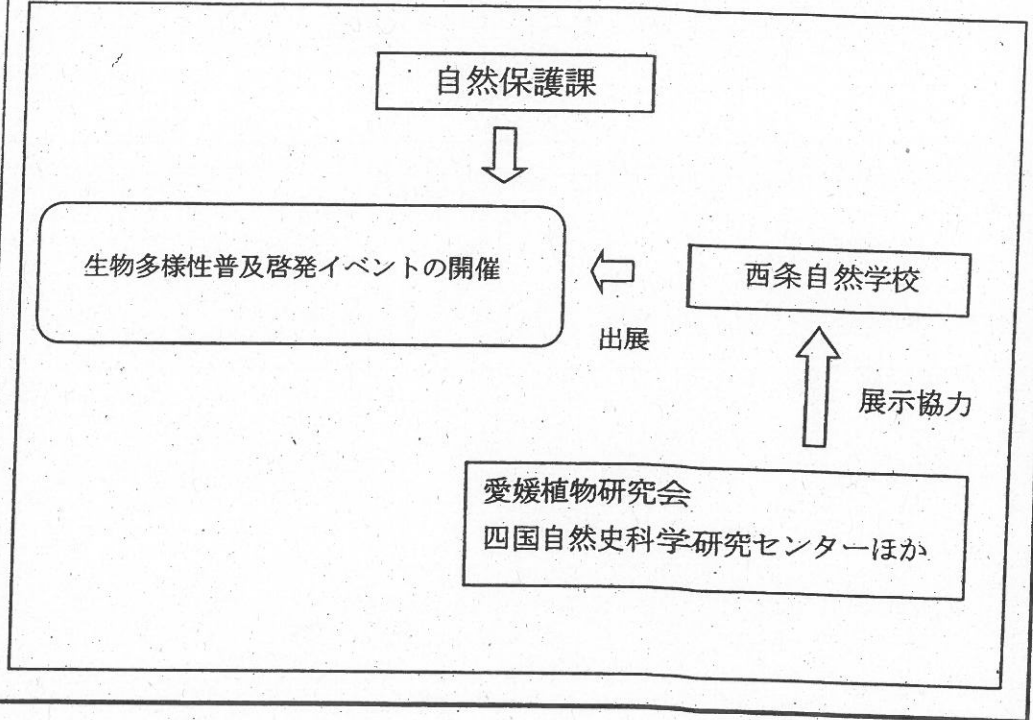 自然保護課
生物多様性普及啓発イベントの開催
西条自然学校
出展
展示協力
愛媛植物研究会
四国自然史科学研究センターほか